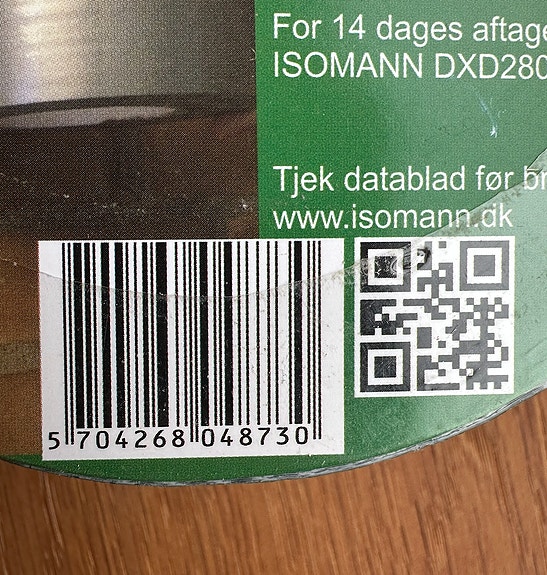 For 14 dages aftage
ISOMANN DXD280
Tjek datablad før br
www.isomann.dk
5 704268 048730